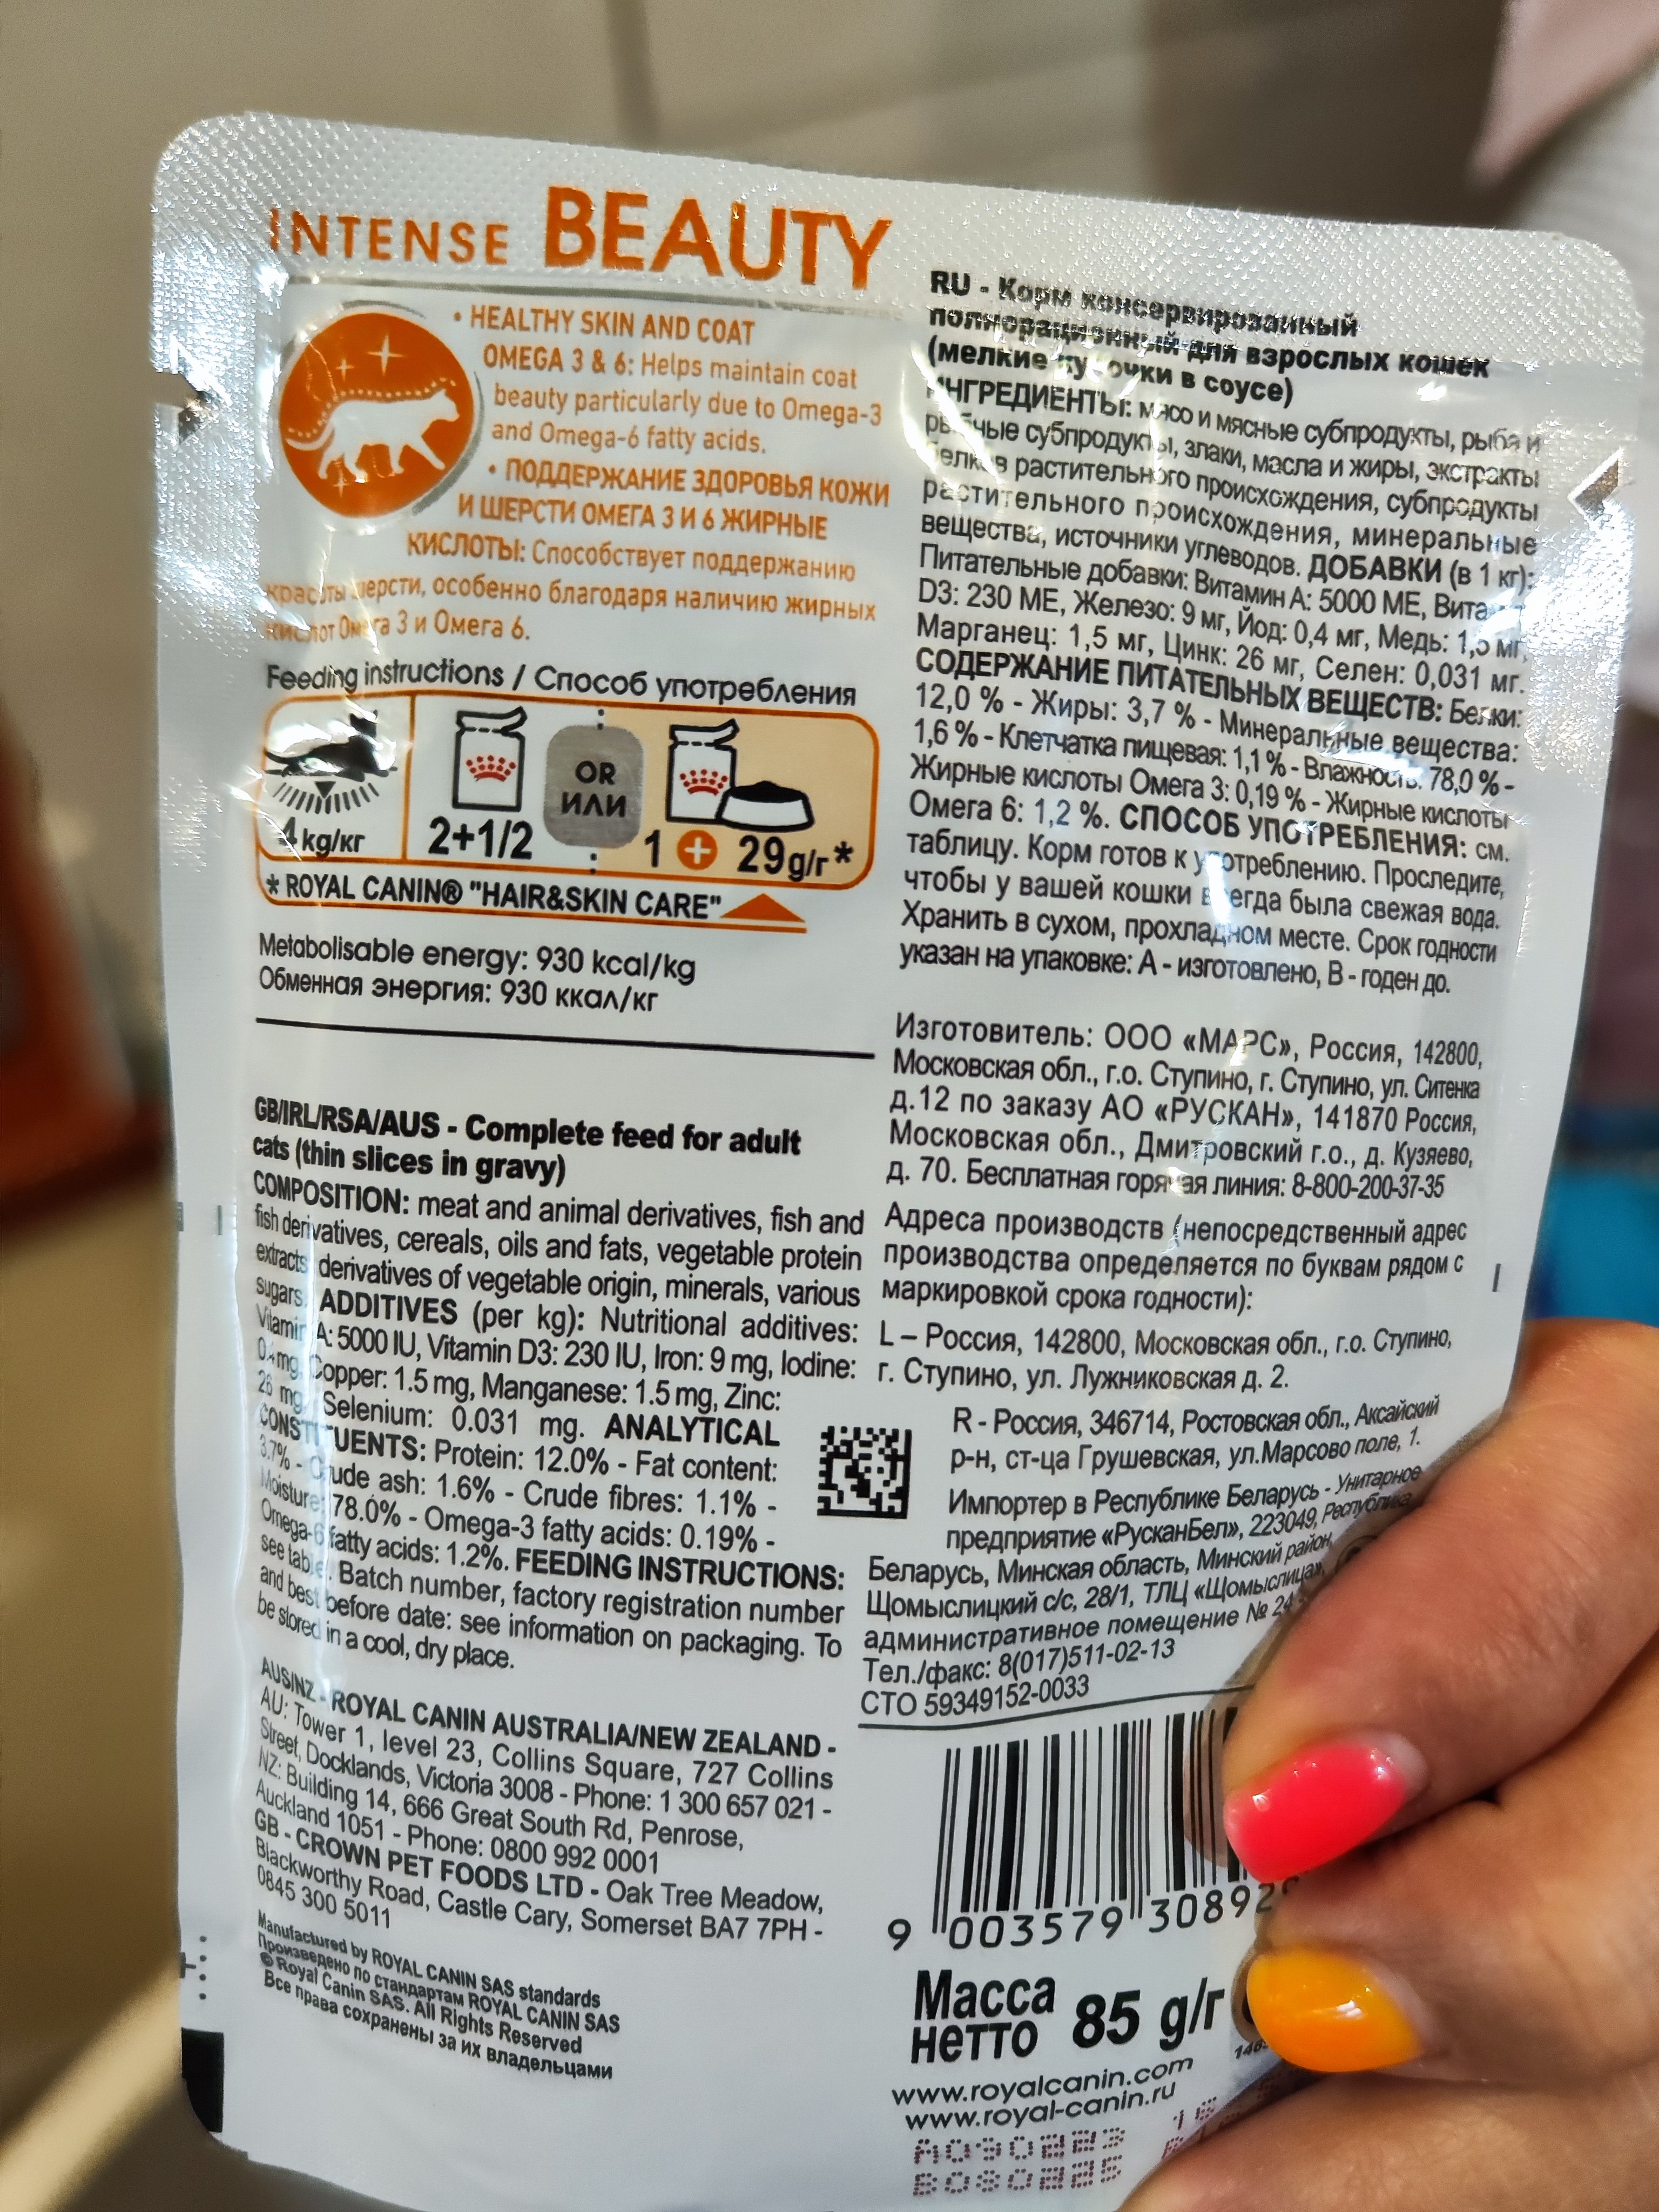 INTENSE BEAUTY
• HEALTHY SKIN AND COAT
OMEGA 3 & 6: Helps maintain coat
beauty particularly due to Omega-3
and Omega-6 fatty acids.
• ПОДДЕРЖАНИЕ ЗДОРОВЬЯ КОЖИ
И ШЕРСТИ ОМЕГА 3 И 6 ЖИРНЫЕ
КИСЛОТЫ: Способствует поддержанию
красоты шерсти, особенно благодаря наличию жирных
кислот Омега 3 и Омега 6.
Feeding instructions / Способ употребления
4 kg/кг
2+1/2
OR
ИЛИ
1 + 29g/г*
* ROYAL CANIN® "HAIR&SKIN CARE"
Metabolisable energy: 930 kcal/kg
Обменная энергия: 930 ккал/кг
GB/IRL/RSA/AUS - Complete feed for adult
cats (thin slices in gravy)
COMPOSITION: meat and animal derivatives, fish and
fish derivatives, cereals, oils and fats, vegetable protein
extracts, derivatives of vegetable origin, minerals, various
sugars. ADDITIVES (per kg): Nutritional additives:
Vitamin A: 5000 IU, Vitamin D3: 230 IU, Iron: 9 mg, Iodine:
0.4 mg, Copper: 1.5 mg, Manganese: 1.5 mg, Zinc:
26 mg, Selenium: 0.031 mg. ANALYTICAL
CONSTITUENTS: Protein: 12.0% - Fat content:
3.7% - Crude ash: 1.6% - Crude fibres: 1.1% -
Moisture: 78.0% - Omega-3 fatty acids: 0.19% -
Omega-6 fatty acids: 1.2%. FEEDING INSTRUCTIONS:
see table. Batch number, factory registration number
and best before date: see information on packaging. To
be stored in a cool, dry place.
AUS/NZ - ROYAL CANIN AUSTRALIA/NEW ZEALAND -
AU: Tower 1, level 23, Collins Square, 727 Collins
Street, Docklands, Victoria 3008 - Phone: 1 300 657 021 -
NZ: Building 14, 666 Great South Rd, Penrose,
Auckland 1051 - Phone: 0800 992 0001
GB - CROWN PET FOODS LTD - Oak Tree Meadow,
Blackworthy Road, Castle Cary, Somerset BA7 7PH -
0845 300 5011
Manufactured by ROYAL CANIN SAS standards
Произведено по стандартам ROYAL CANIN SAS
© Royal Canin SAS. All Rights Reserved
Все права сохранены за их владельцами
RU - Корм консервированный
полнорационный для взрослых кошек
(мелкие кусочки в соусе)
ИНГРЕДИЕНТЫ: мясо и мясные субпродукты, рыба и
рыбные субпродукты, злаки, масла и жиры, экстракты
белков растительного происхождения, субпродукты
растительного происхождения, минеральные
вещества, источники углеводов. ДОБАВКИ (в 1 кг):
Питательные добавки: Витамин A: 5000 МЕ, Витамин
D3: 230 МЕ, Железо: 9 мг, Йод: 0,4 мг, Медь: 1,5 мг,
Марганец: 1,5 мг, Цинк: 26 мг, Селен: 0,031 мг.
СОДЕРЖАНИЕ ПИТАТЕЛЬНЫХ ВЕЩЕСТВ: Белки:
12,0 % - Жиры: 3,7 % - Минеральные вещества:
1,6 % - Клетчатка пищевая: 1,1 % - Влажность: 78,0 % -
Жирные кислоты Омега 3: 0,19 % - Жирные кислоты
Омега 6: 1,2 %. СПОСОБ УПОТРЕБЛЕНИЯ: см.
таблицу. Корм готов к употреблению. Проследите,
чтобы у вашей кошки всегда была свежая вода.
Хранить в сухом, прохладном месте. Срок годности
указан на упаковке: A - изготовлено, B - годен до.
Изготовитель: ООО «МАРС», Россия, 142800,
Московская обл., г.о. Ступино, г. Ступино, ул. Ситенка
д.12 по заказу АО «РУСКАН», 141870 Россия,
Московская обл., Дмитровский г.о., д. Кузяево,
д. 70. Бесплатная горячая линия: 8-800-200-37-35
Адреса производств (непосредственный адрес
производства определяется по буквам рядом с
маркировкой срока годности):
L – Россия, 142800, Московская обл., г.о. Ступино,
г. Ступино, ул. Лужниковская д. 2.
R - Россия, 346714, Ростовская обл., Аксайский
р-н, ст-ца Грушевская, ул.Марсово поле, 1.
Импортер в Республике Беларусь - Унитарное
предприятие «РусканБел», 223049, Республика
Беларусь, Минская область, Минский район,
Щомыслицкий с/с, 28/1, ТЛЦ «Щомыслица»,
административное помещение № 24
Тел./факс: 8(017)511-02-13
СТО 59349152-0033
9 003579 30892
Масса
нетто 85 g/г
www.royalcanin.com
www.royal-canin.ru
A090223
B080225